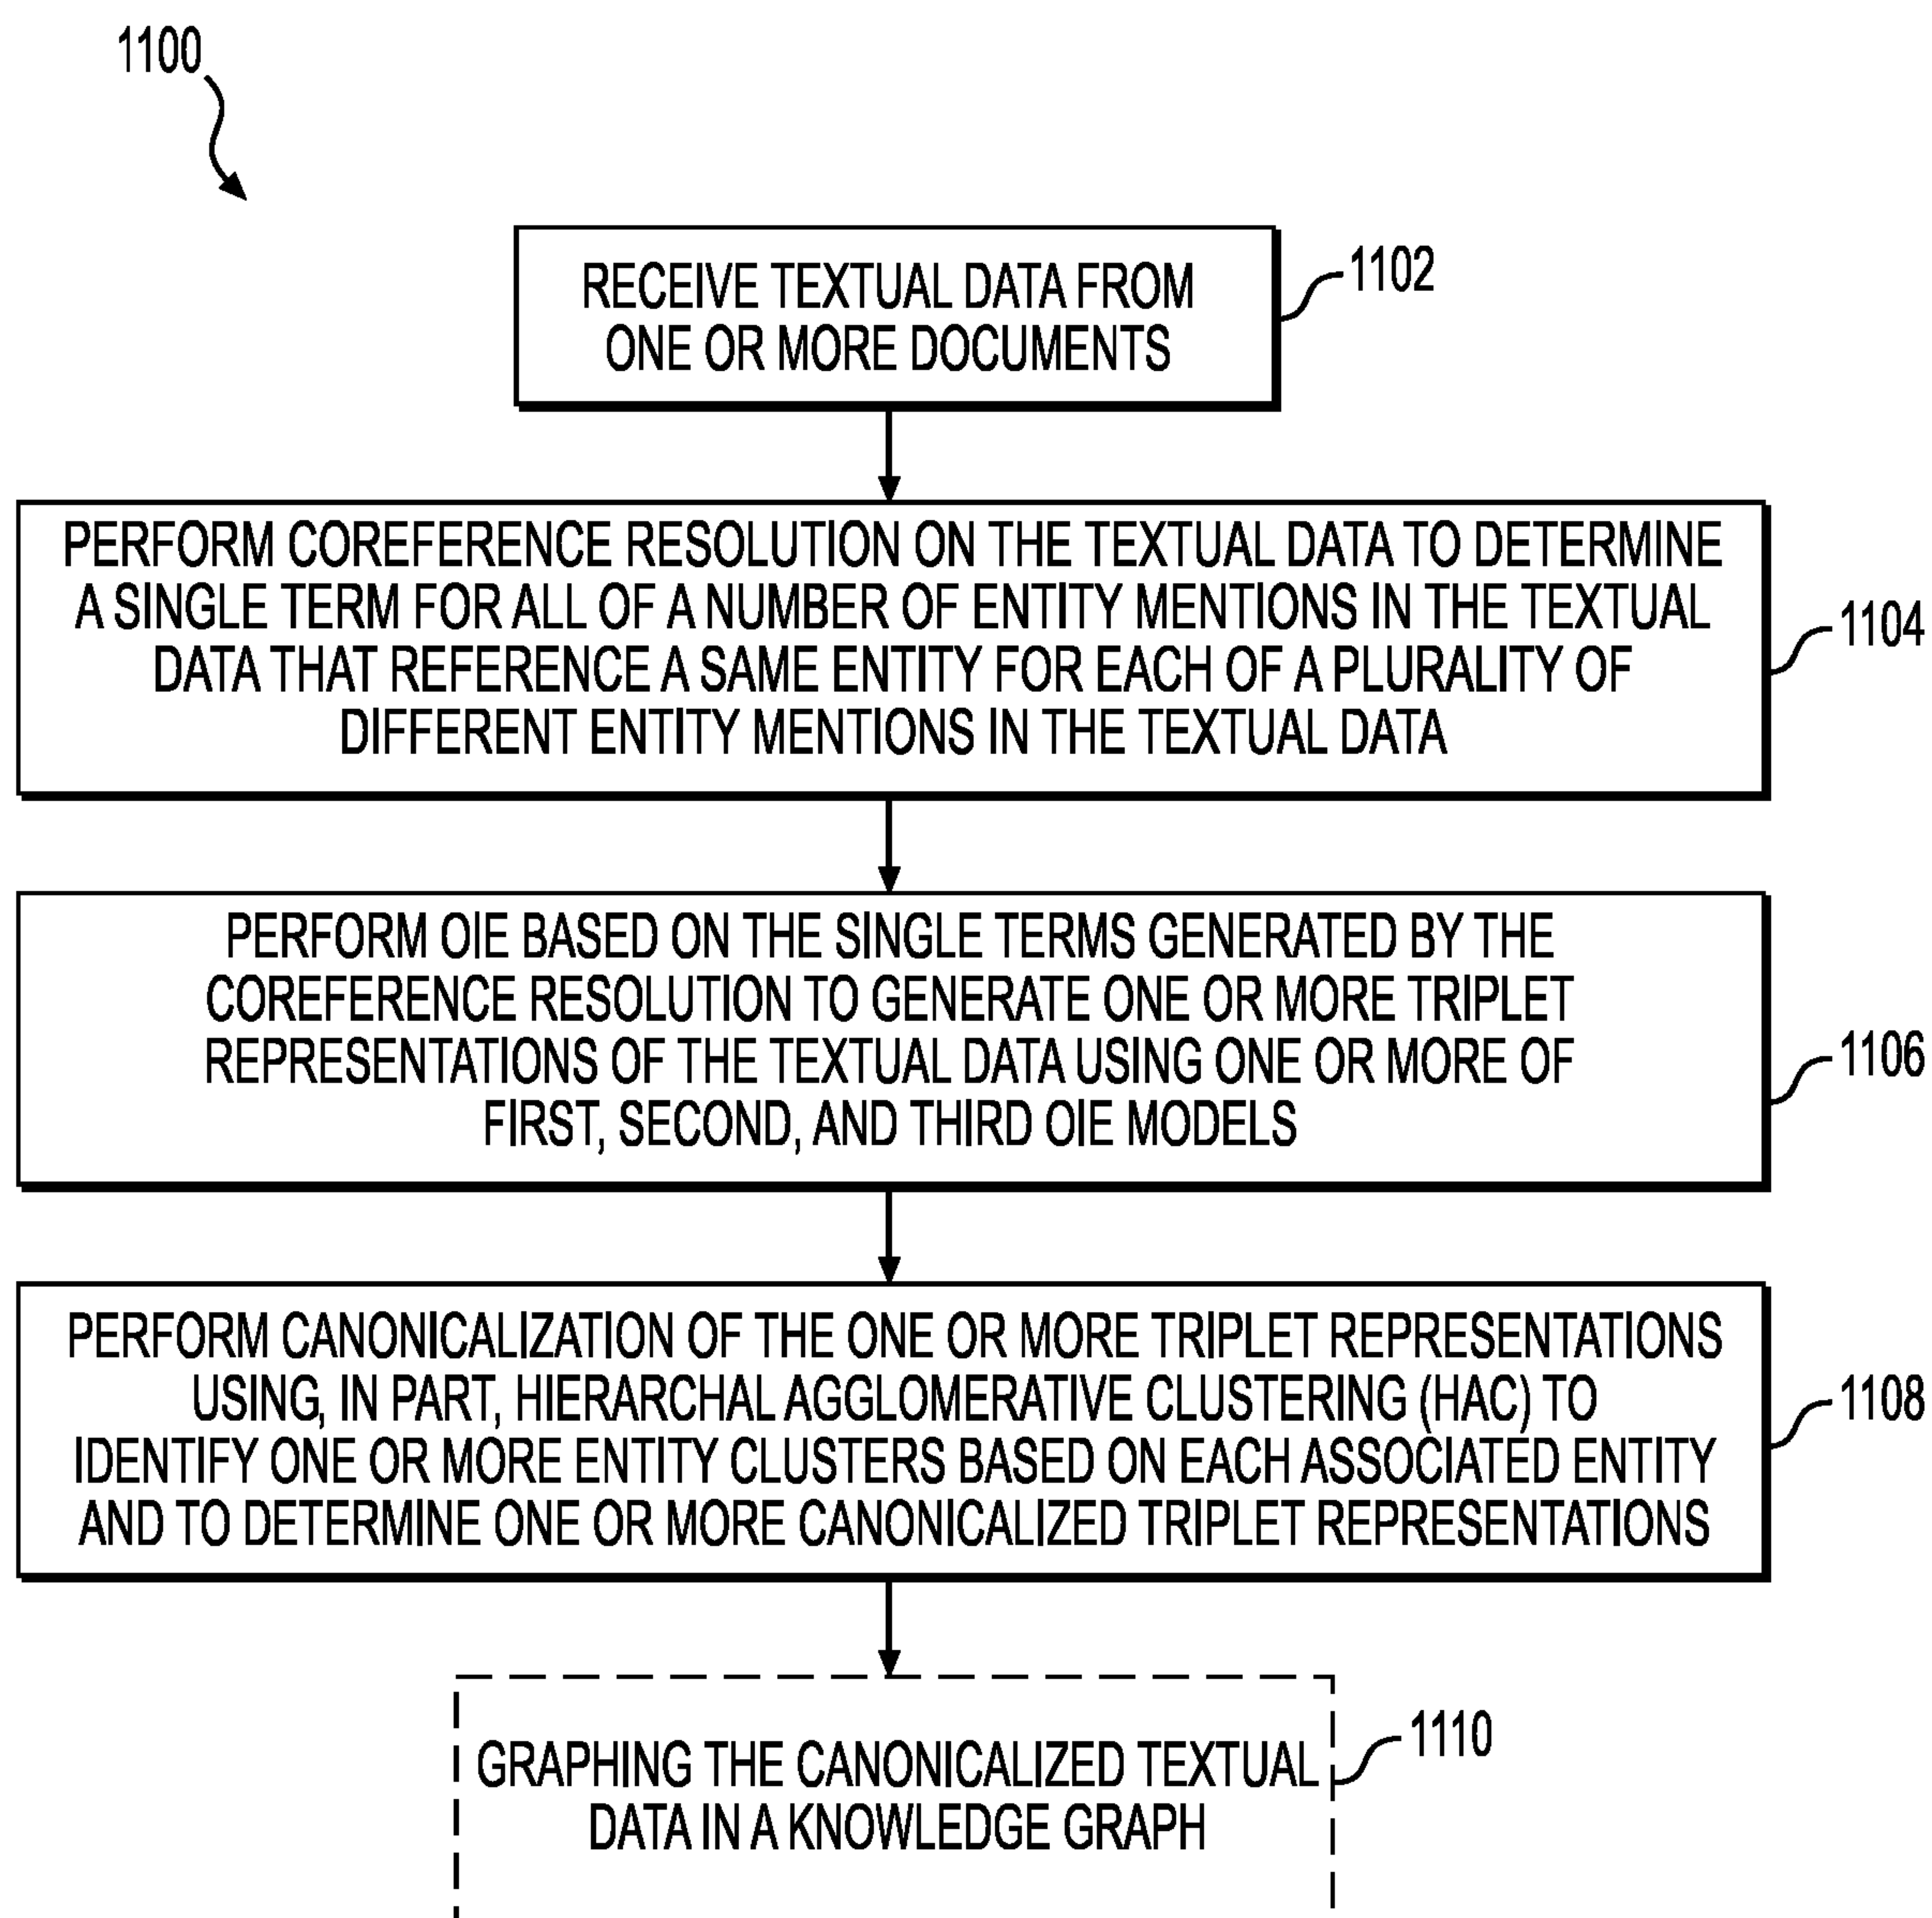 1100
RECEIVE TEXTUAL DATA FROM
ONE OR MORE DOCUMENTS
1102
PERFORM COREFERENCE RESOLUTION ON THE TEXTUAL DATA TO DETERMINE
A SINGLE TERM FOR ALL OF A NUMBER OF ENTITY MENTIONS IN THE TEXTUAL
DATA THAT REFERENCE A SAME ENTITY FOR EACH OF A PLURALITY OF
DIFFERENT ENTITY MENTIONS IN THE TEXTUAL DATA
1104
PERFORM OIE BASED ON THE SINGLE TERMS GENERATED BY THE
COREFERENCE RESOLUTION TO GENERATE ONE OR MORE TRIPLET
REPRESENTATIONS OF THE TEXTUAL DATA USING ONE OR MORE OF
FIRST, SECOND, AND THIRD OIE MODELS
1106
PERFORM CANONICALIZATION OF THE ONE OR MORE TRIPLET REPRESENTATIONS
USING, IN PART, HIERARCHAL AGGLOMERATIVE CLUSTERING (HAC) TO
IDENTIFY ONE OR MORE ENTITY CLUSTERS BASED ON EACH ASSOCIATED ENTITY
AND TO DETERMINE ONE OR MORE CANONICALIZED TRIPLET REPRESENTATIONS
1108
GRAPHING THE CANONICALIZED TEXTUAL
DATA IN A KNOWLEDGE GRAPH
1110